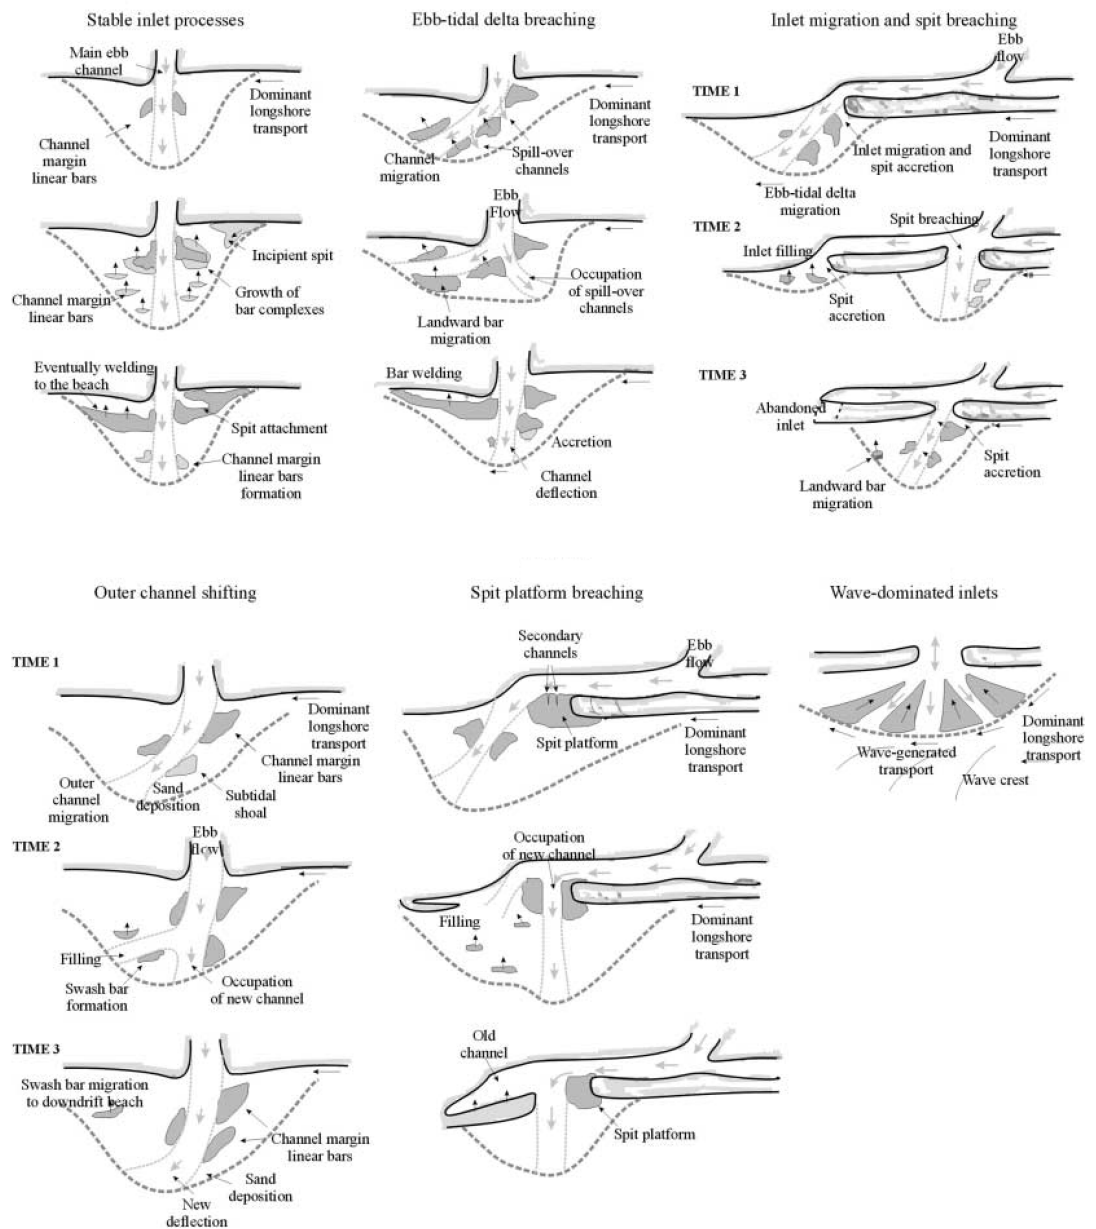 Stable inlet processes
Main ebb
channel
Dominant
longshore
transport
Channel
margin
linear bars
Incipient spit
Channel margin
linear bars
Growth of
bar complexes
Eventually welding
to the beach
Spit attachment
Channel margin
linear bars
formation
Ebb-tidal delta breaching
Dominant
longshore
transport
Channel
migration
Spill-over
channels
Ebb
Flow
Occupation
of spill-over
channels
Landward bar
migration
Bar welding
Accretion
Channel
deflection
Inlet migration and spit breaching
Ebb
flow
TIME 1
Dominant
longshore
transport
Inlet migration and
spit accretion
Ebb-tidal delta
migration
TIME 2
Spit breaching
Inlet filling
Spit
accretion
TIME 3
Abandoned
inlet
Spit
accretion
Landward bar
migration
Outer channel shifting
TIME 1
Dominant
longshore
transport
Channel margin
linear bars
Outer
channel
migration
Sand
deposition
Subtidal
shoal
TIME 2
Ebb
flow
Filling
Swash bar
formation
Occupation
of new channel
TIME 3
Swash bar migration
to downdrift beach
Channel margin
linear bars
Sand
deposition
New
deflection
Spit platform breaching
Secondary
channels
Ebb
flow
Spit platform
Dominant
longshore
transport
Occupation
of new channel
Filling
Dominant
longshore
transport
Old
channel
Spit platform
Wave-dominated inlets
Dominant
longshore
transport
Wave-generated
transport
Wave crest